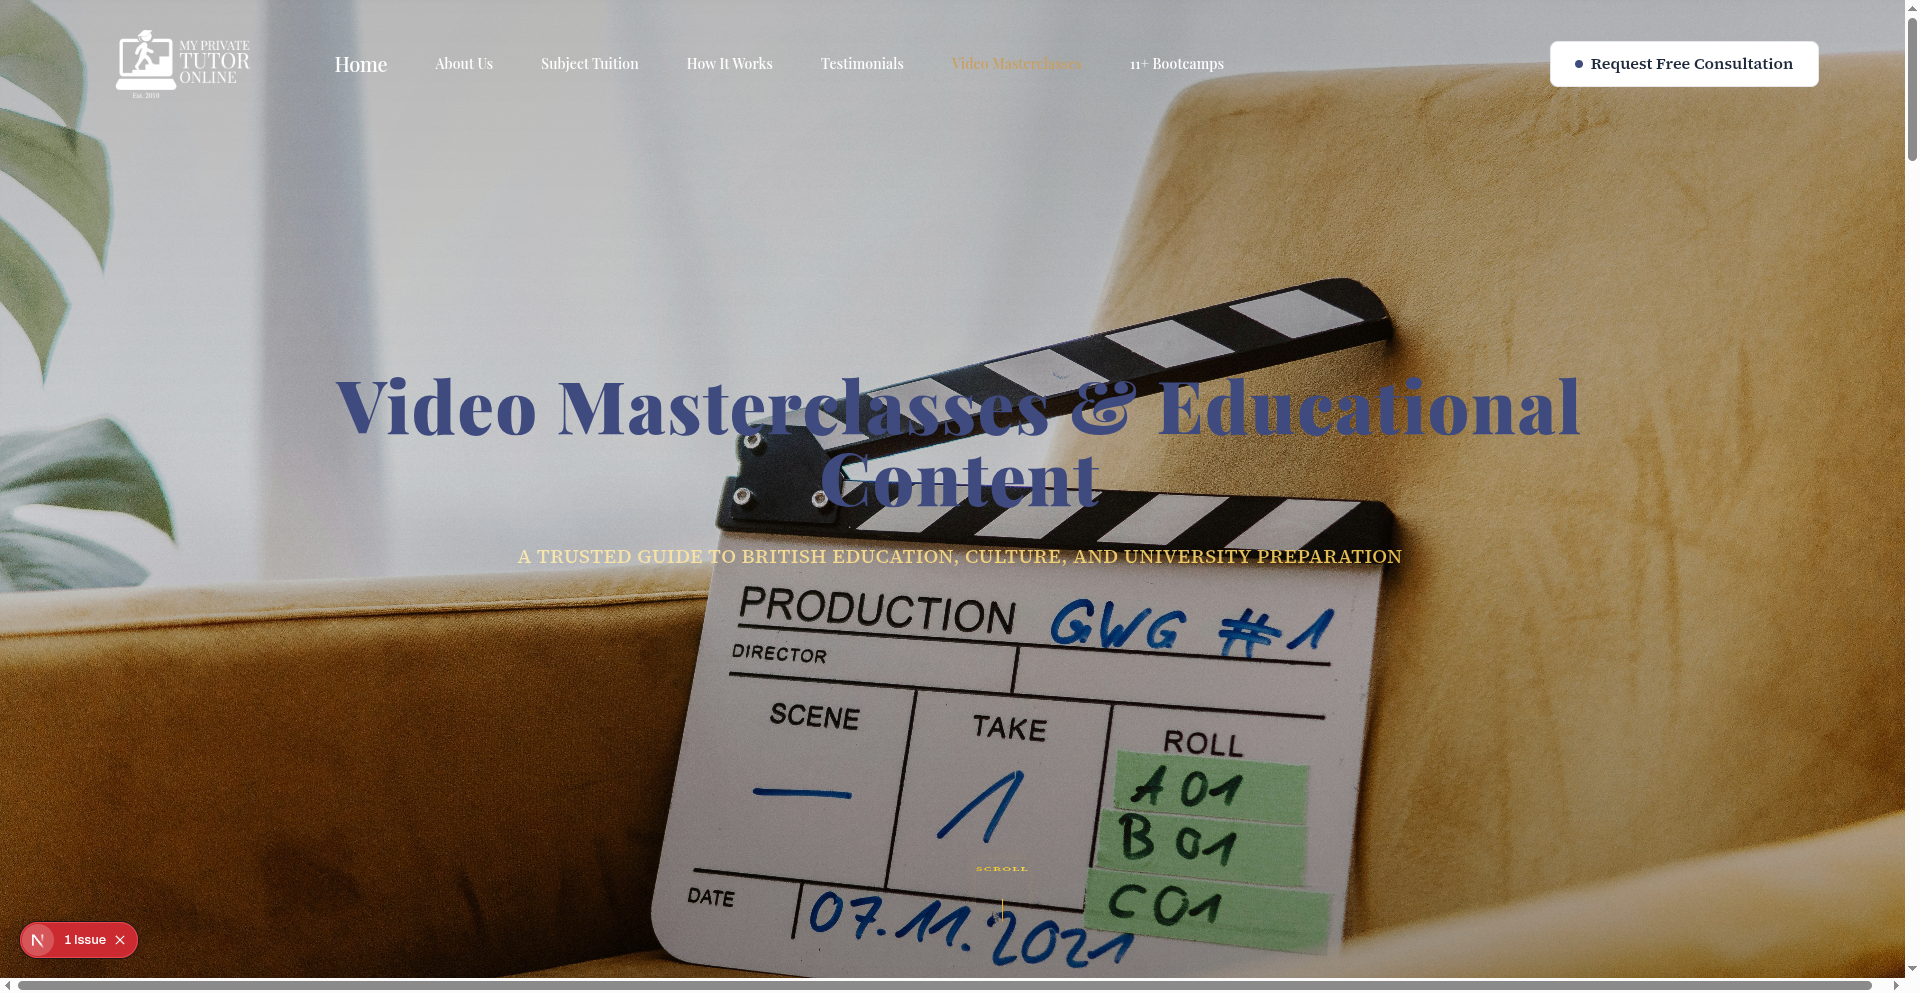 MY PRIVATE
TUTOR
ONLINE
Est. 2010
Home
About Us
Subject Tuition
How It Works
Testimonials
Video Masterclasses
11+ Bootcamps
Request Free Consultation
Video Masterclasses & Educational
Content
A TRUSTED GUIDE TO BRITISH EDUCATION, CULTURE, AND UNIVERSITY PREPARATION
PRODUCTION GWG #1
DIRECTOR
SCENE
TAKE
ROLL
1
A 01
B 01
C 01
SCROLL
DATE 07.11.2021
N
1 Issue